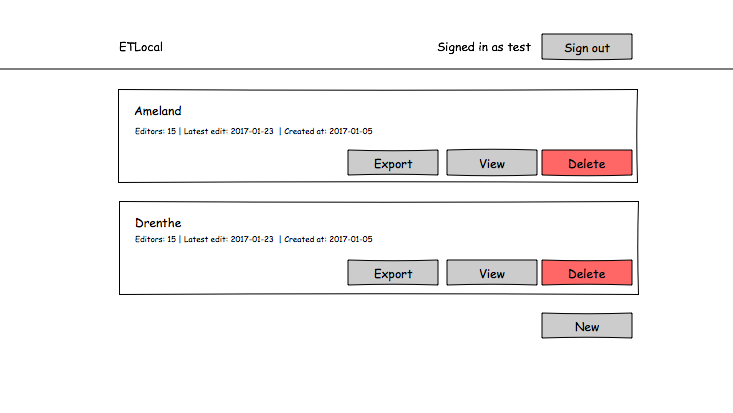 ETLocal Signed in as test Sign out
Ameland
Editors: 15 | Latest edit: 2017-01-23 | Created at: 2017-01-05
Export View Delete
Drenthe
Editors: 15 | Latest edit: 2017-01-23 | Created at: 2017-01-05
Export View Delete
New